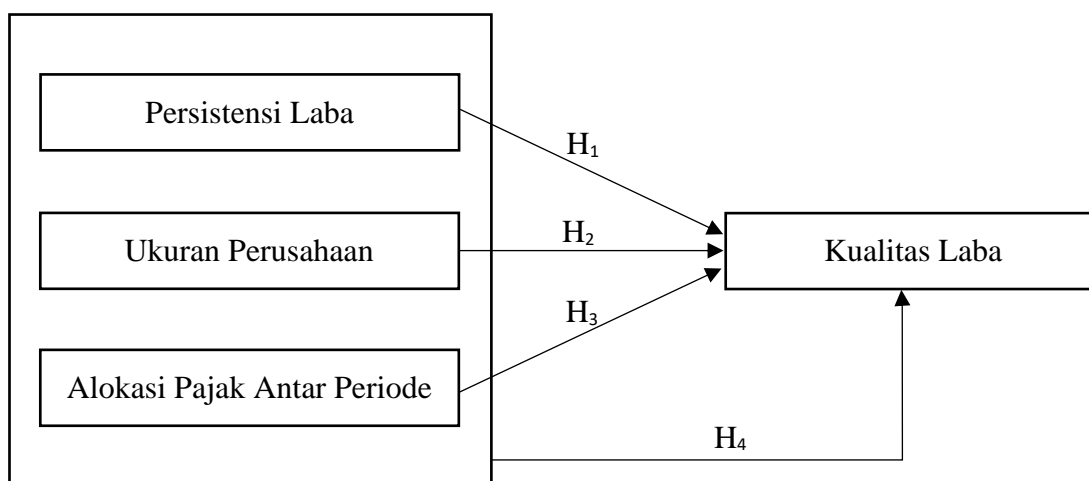 Persistensi Laba
H₁
Ukuran Perusahaan
H₂
Kualitas Laba
H₃
Alokasi Pajak Antar Periode
H₄